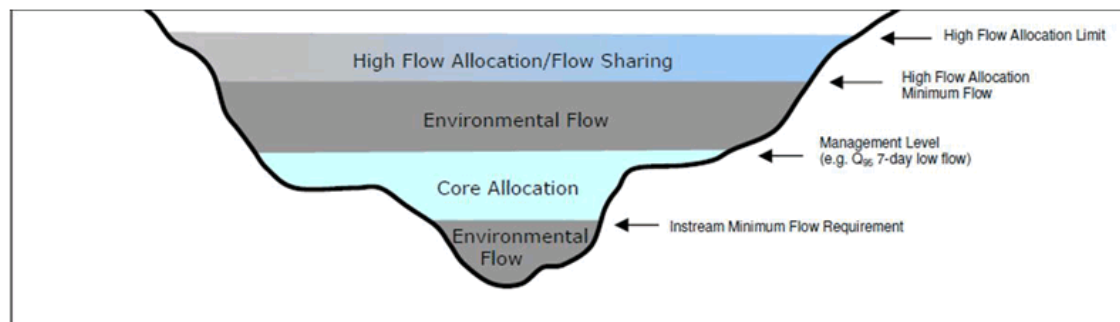 High Flow Allocation Limit
High Flow Allocation/Flow Sharing
High Flow Allocation
Minimum Flow
Environmental Flow
Management Level
(e.g. Q95 7-day low flow)
Core Allocation
Instream Minimum Flow Requirement
Environmental
Flow